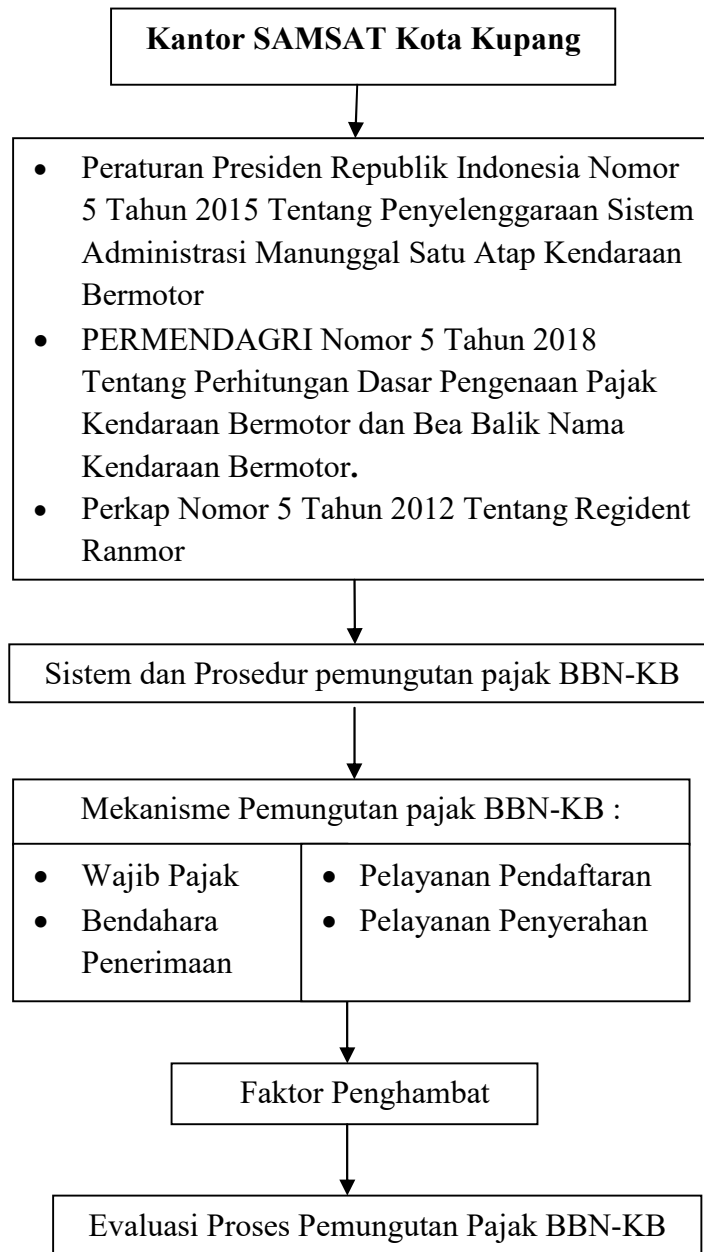 Kantor SAMSAT Kota Kupang
• Peraturan Presiden Republik Indonesia Nomor
5 Tahun 2015 Tentang Penyelenggaraan Sistem
Administrasi Manunggal Satu Atap Kendaraan
Bermotor
• PERMENDAGRI Nomor 5 Tahun 2018
Tentang Perhitungan Dasar Pengenaan Pajak
Kendaraan Bermotor dan Bea Balik Nama
Kendaraan Bermotor.
• Perkap Nomor 5 Tahun 2012 Tentang Regident
Ranmor
Sistem dan Prosedur pemungutan pajak BBN-KB
Mekanisme Pemungutan pajak BBN-KB :
• Wajib Pajak
• Bendahara
Penerimaan
• Pelayanan Pendaftaran
• Pelayanan Penyerahan
Faktor Penghambat
Evaluasi Proses Pemungutan Pajak BBN-KB